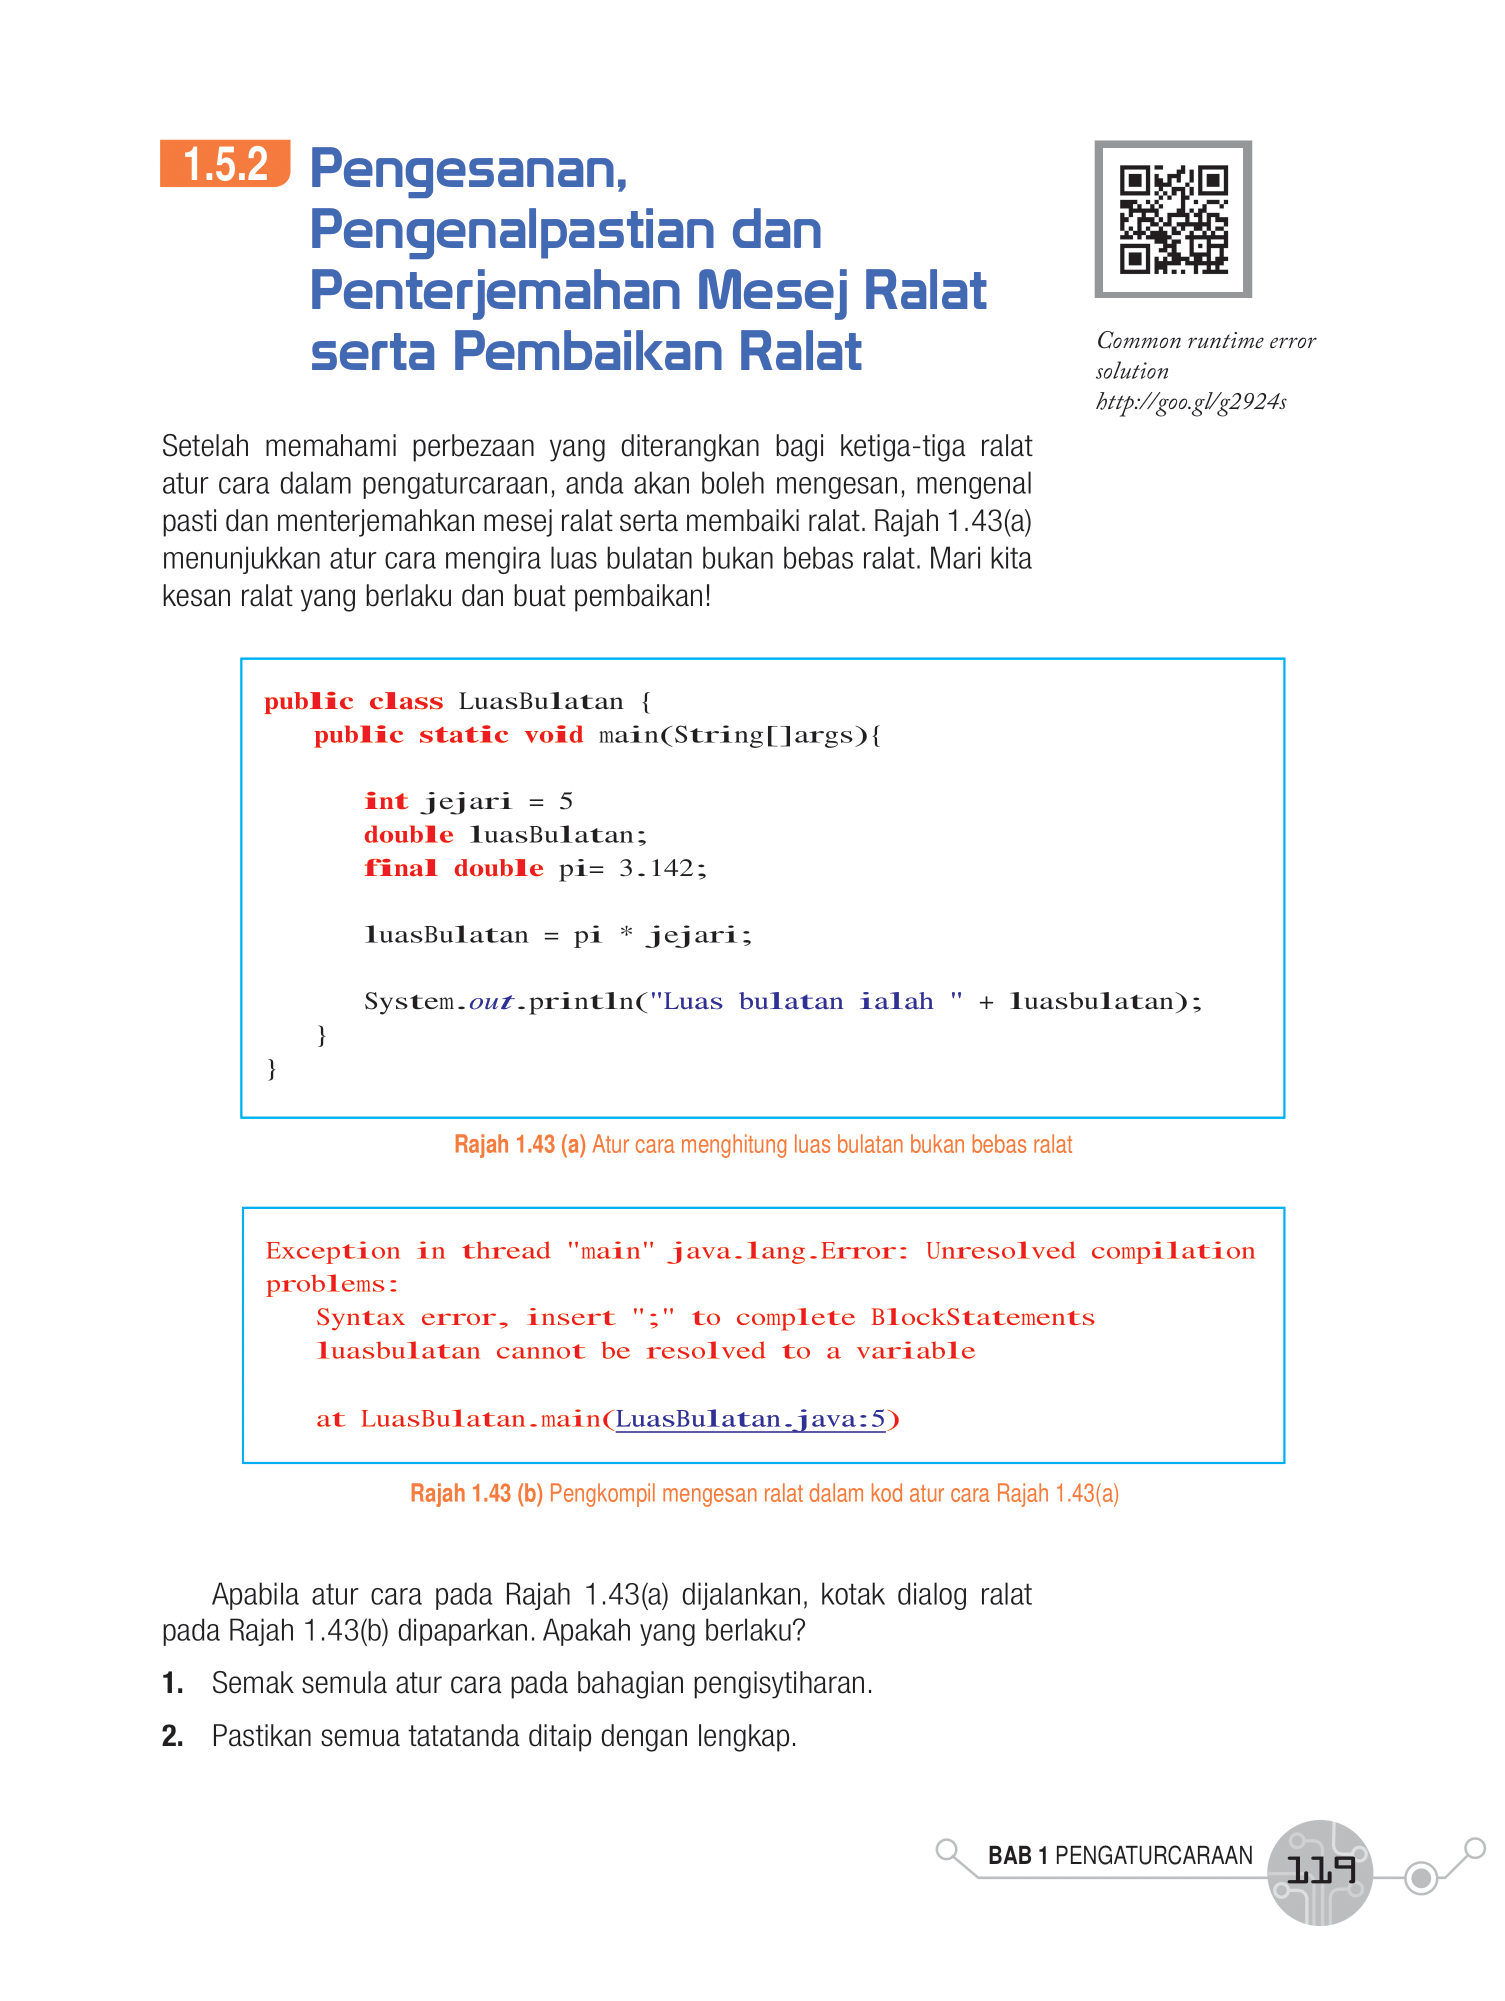 1.5.2 Pengesanan,
Pengenalpastian dan
Penterjemahan Mesej Ralat
serta Pembaikan Ralat
Common runtime error
solution
http://goo.gl/g2924s
Setelah memahami perbezaan yang diterangkan bagi ketiga-tiga ralat
atur cara dalam pengaturcaraan, anda akan boleh mengesan, mengenal
pasti dan menterjemahkan mesej ralat serta membaiki ralat. Rajah 1.43(a)
menunjukkan atur cara mengira luas bulatan bukan bebas ralat. Mari kita
kesan ralat yang berlaku dan buat pembaikan!
public class LuasBulatan {
public static void main(String[]args){
int jejari = 5
double luasBulatan;
final double pi= 3.142;
luasBulatan = pi * jejari;
System.out.println("Luas bulatan ialah " + luasbulatan);
}
}
Rajah 1.43 (a) Atur cara menghitung luas bulatan bukan bebas ralat
Exception in thread "main" java.lang.Error: Unresolved compilation
problems:
Syntax error, insert ";" to complete BlockStatements
luasbulatan cannot be resolved to a variable
at LuasBulatan.main(LuasBulatan.java:5)
Rajah 1.43 (b) Pengkompil mengesan ralat dalam kod atur cara Rajah 1.43(a)
Apabila atur cara pada Rajah 1.43(a) dijalankan, kotak dialog ralat
pada Rajah 1.43(b) dipaparkan. Apakah yang berlaku?
1. Semak semula atur cara pada bahagian pengisytiharan.
2. Pastikan semua tatatanda ditaip dengan lengkap.
BAB 1 PENGATURCARAAN 119